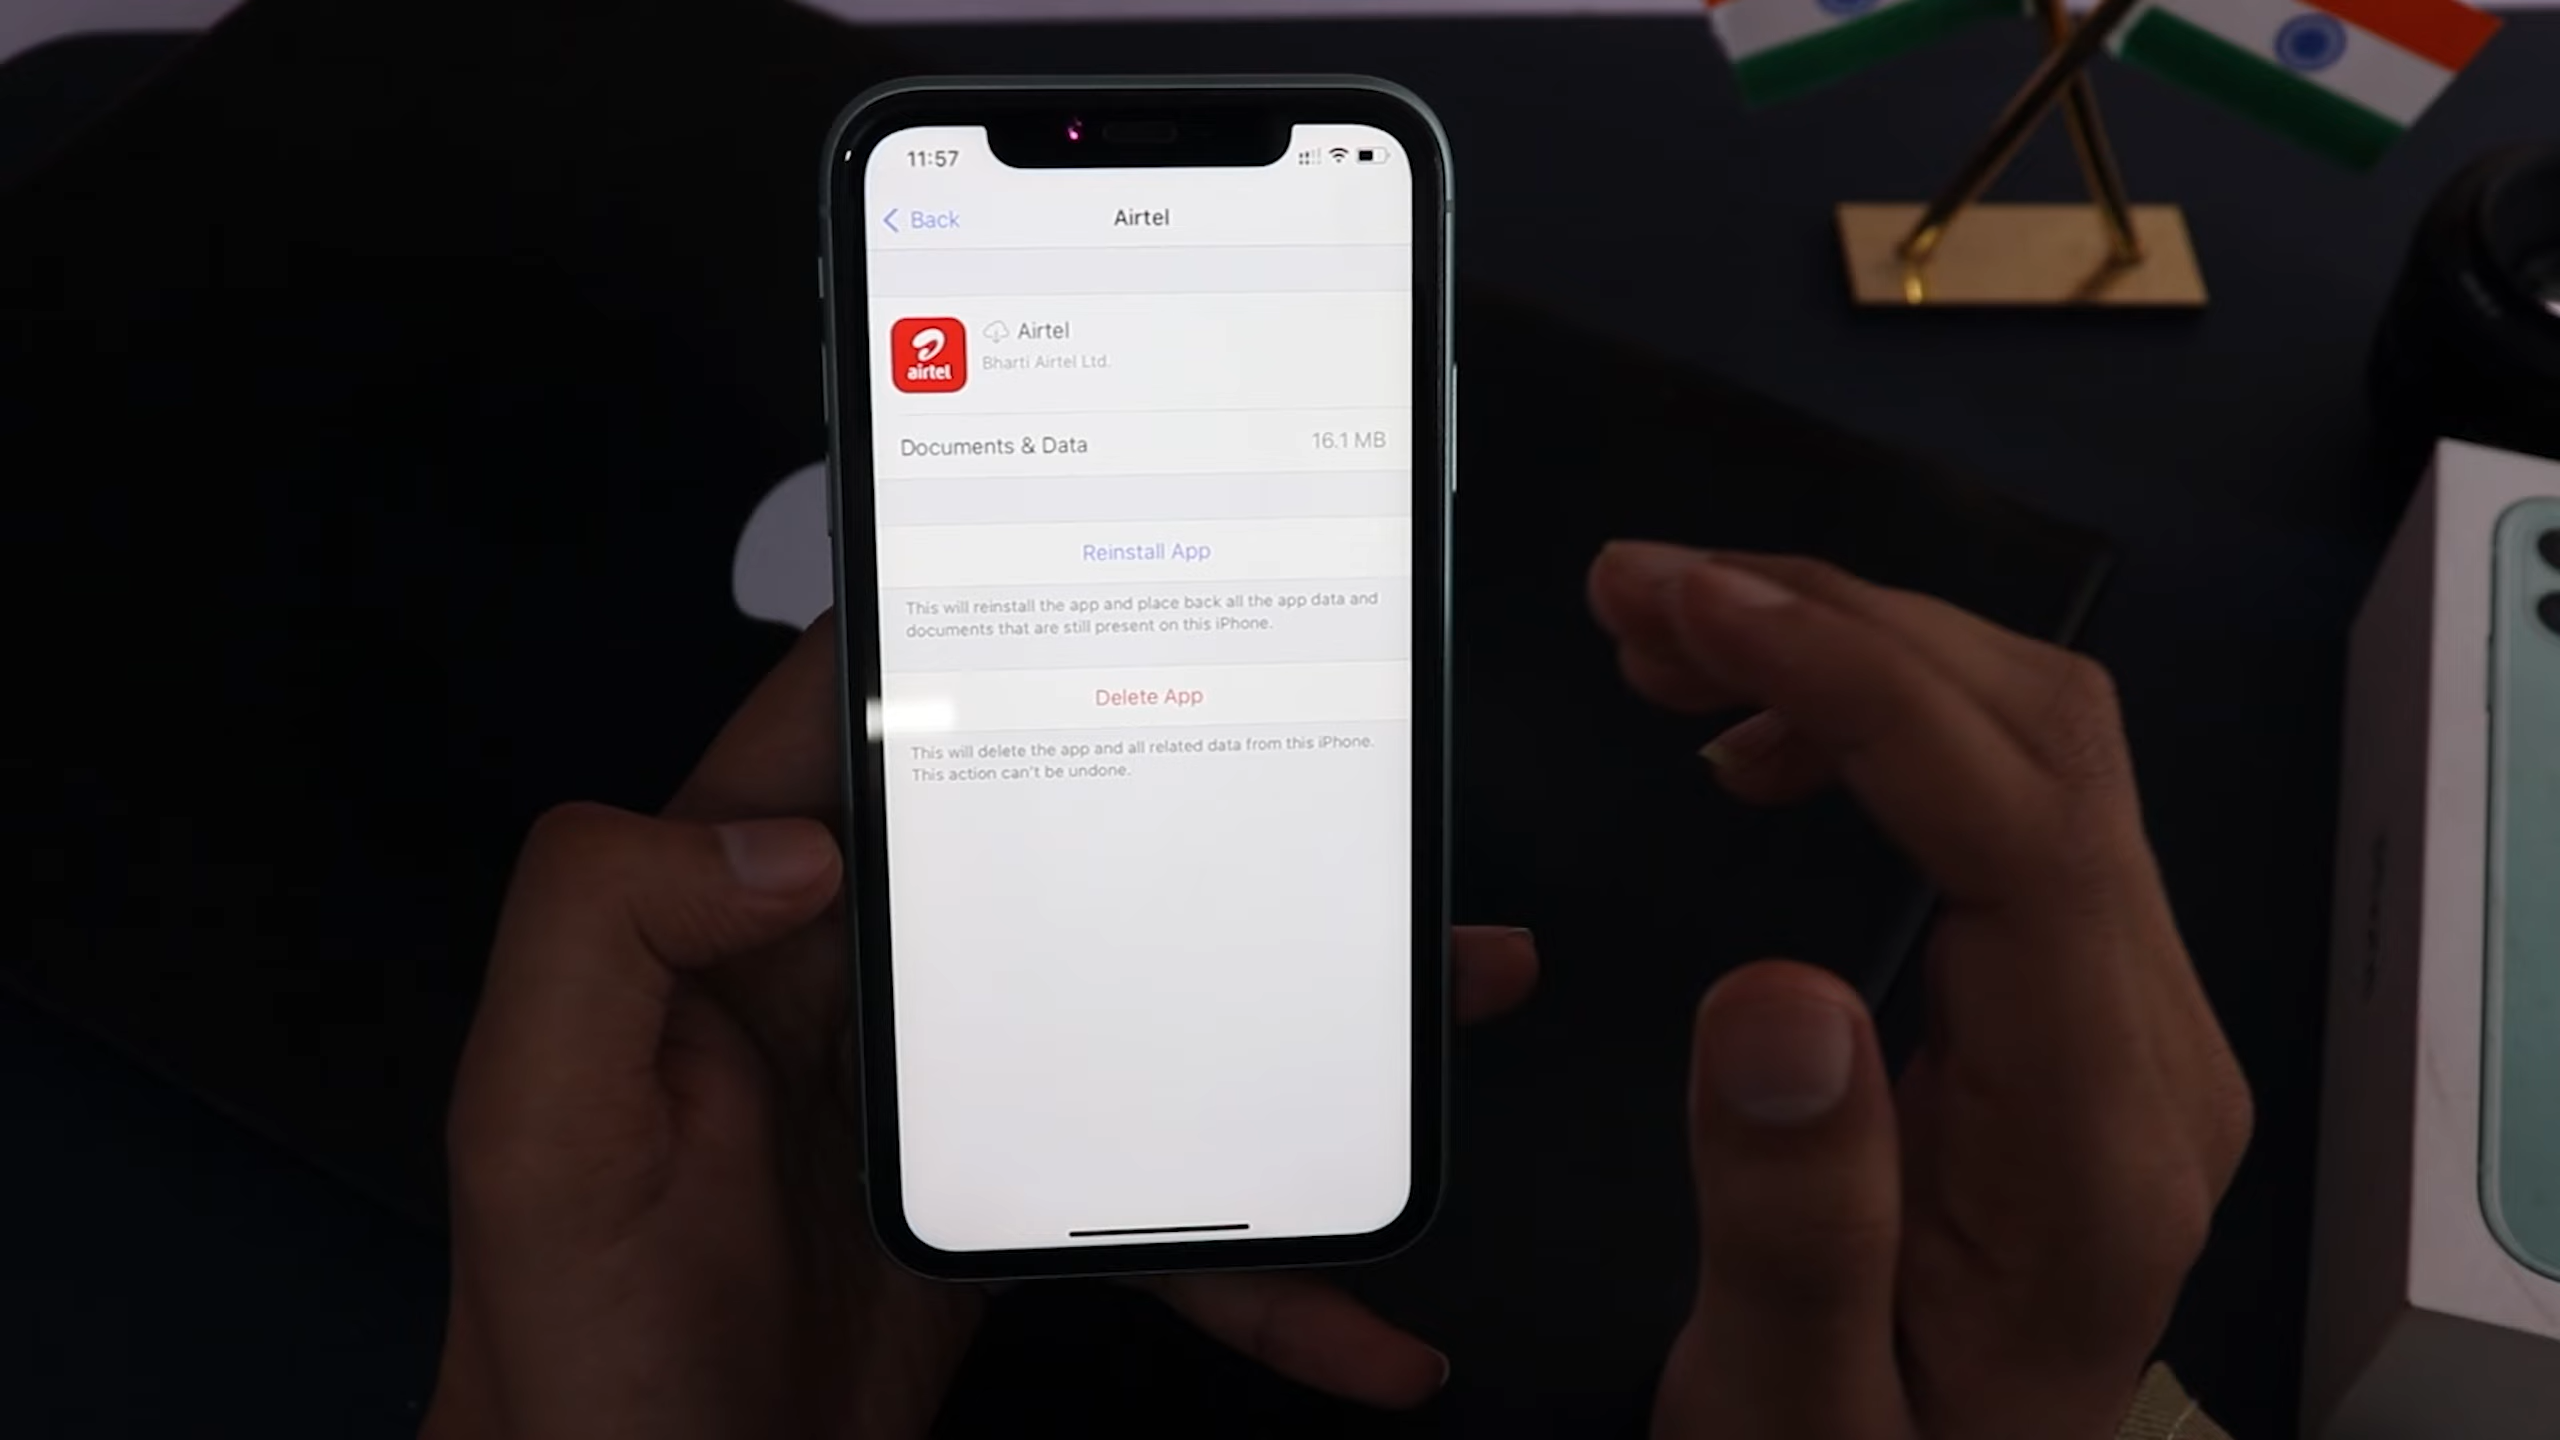 11:57
Back
Airtel
Airtel
Bharti Airtel Ltd.
airtel
Documents & Data
16.1 MB
Reinstall App
This will reinstall the app and place back all the app data and
documents that are still present on this iPhone.
Delete App
This will delete the app and all related data from this iPhone.
This action can't be undone.